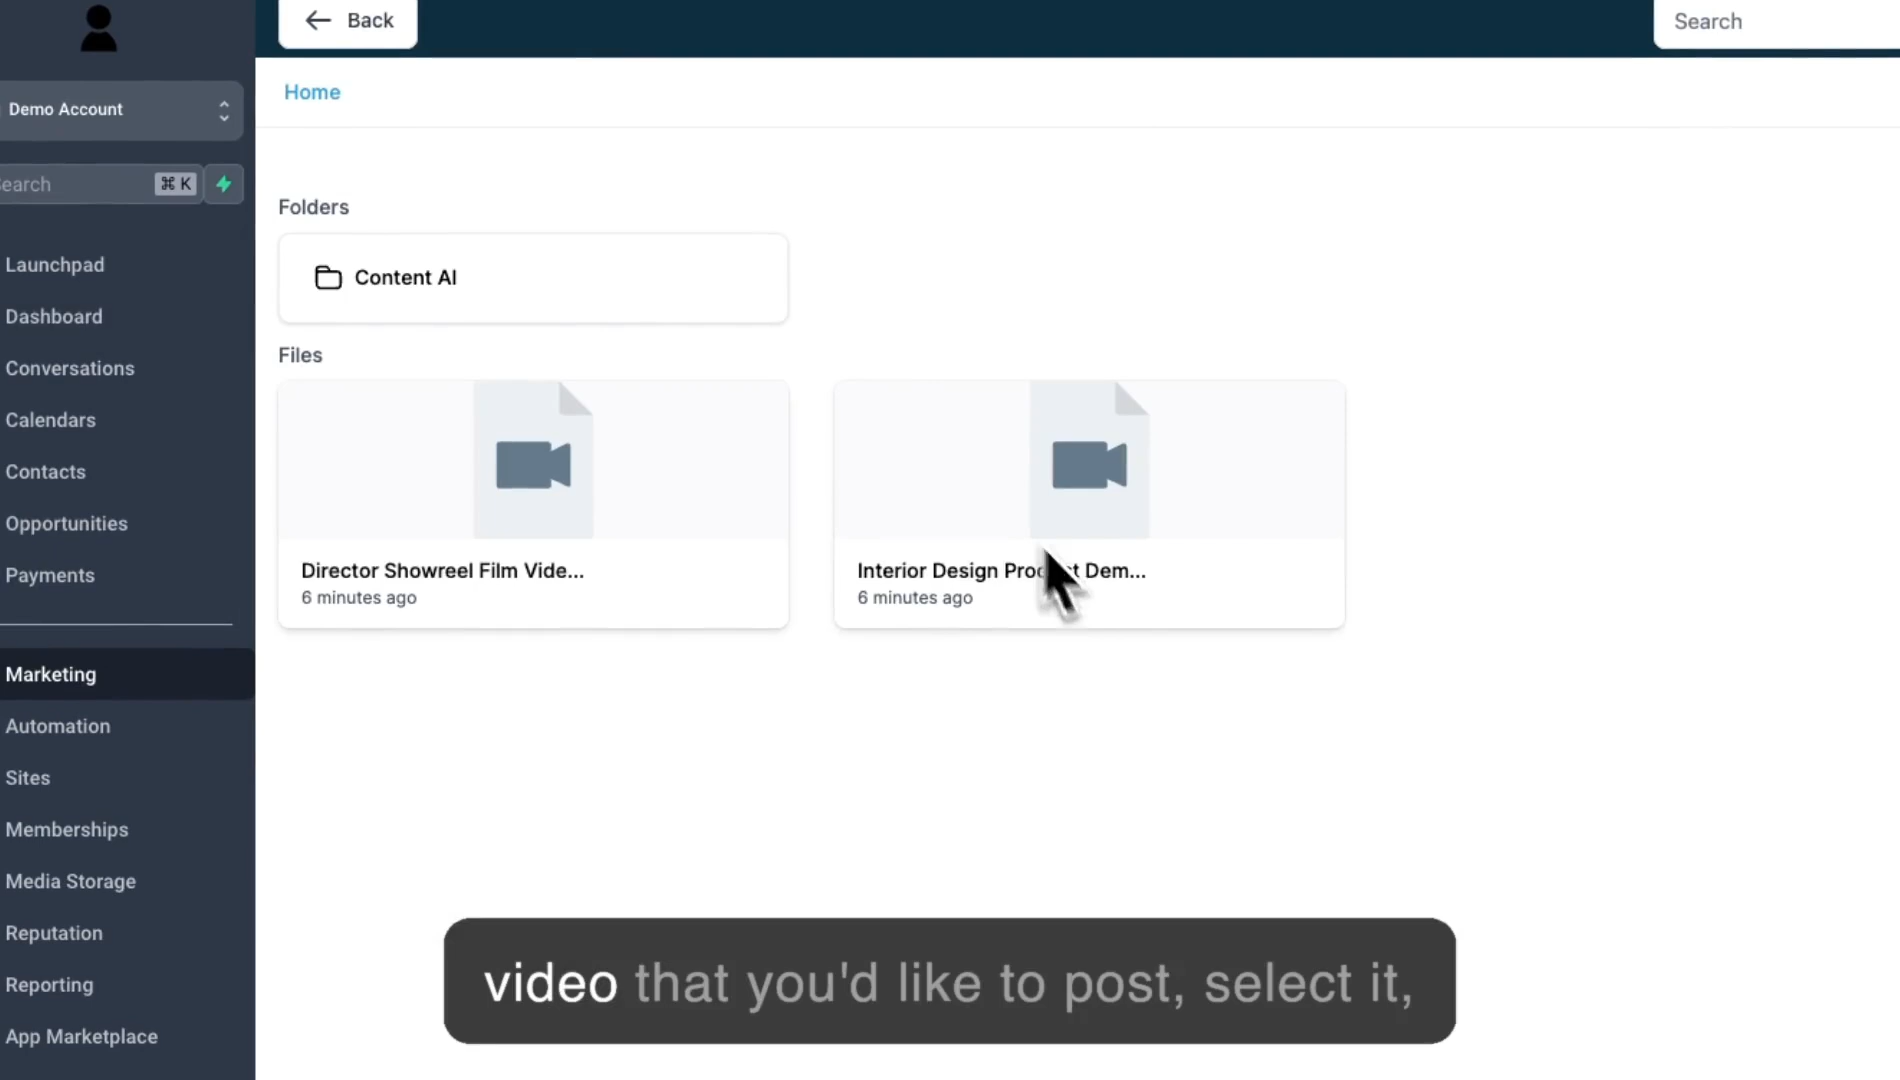 Back
Search
Demo Account
earch
⌘ K
Home
Launchpad
Dashboard
Conversations
Calendars
Contacts
Opportunities
Payments
Marketing
Automation
Sites
Memberships
Media Storage
Reputation
Reporting
App Marketplace
Folders
Content AI
Files
Director Showreel Film Vide...
6 minutes ago
Interior Design Dem...
6 minutes ago
video that you'd like to post, select it,